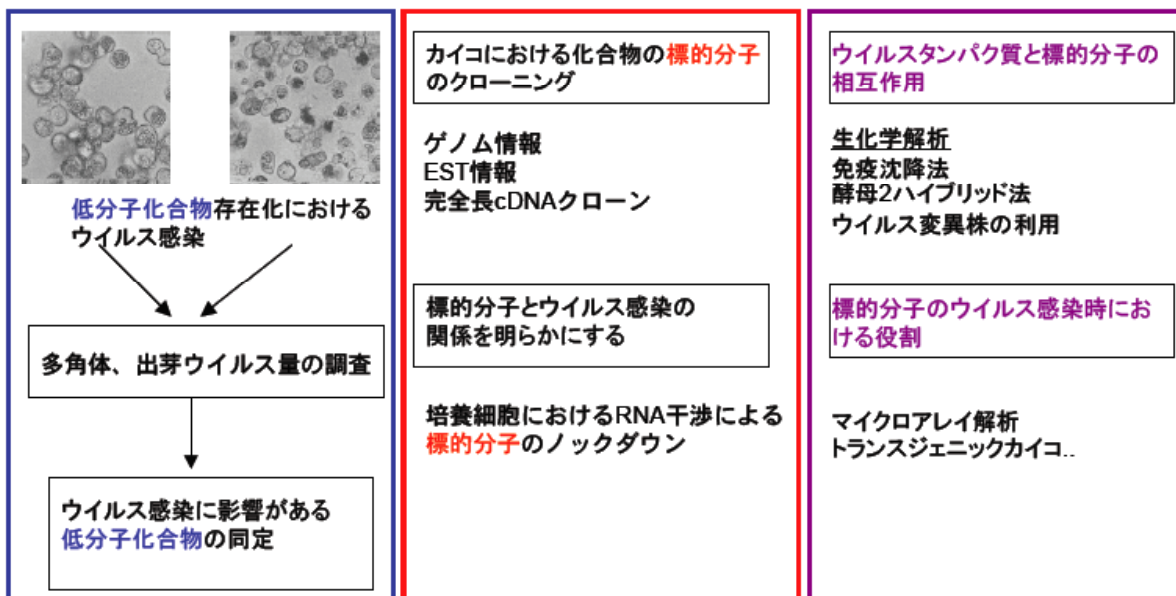 低分子化合物存在化における
ウイルス感染
多角体、出芽ウイルス量の調査
ウイルス感染に影響がある
低分子化合物の同定
カイコにおける化合物の標的分子
のクローニング
ゲノム情報
EST情報
完全長cDNAクローン
標的分子とウイルス感染の
関係を明らかにする
培養細胞におけるRNA干渉による
標的分子のノックダウン
ウイルスタンパク質と標的分子の
相互作用
生化学解析
免疫沈降法
酵母2ハイブリッド法
ウイルス変異株の利用
標的分子のウイルス感染時にお
ける役割
マイクロアレイ解析
トランスジェニックカイコ..